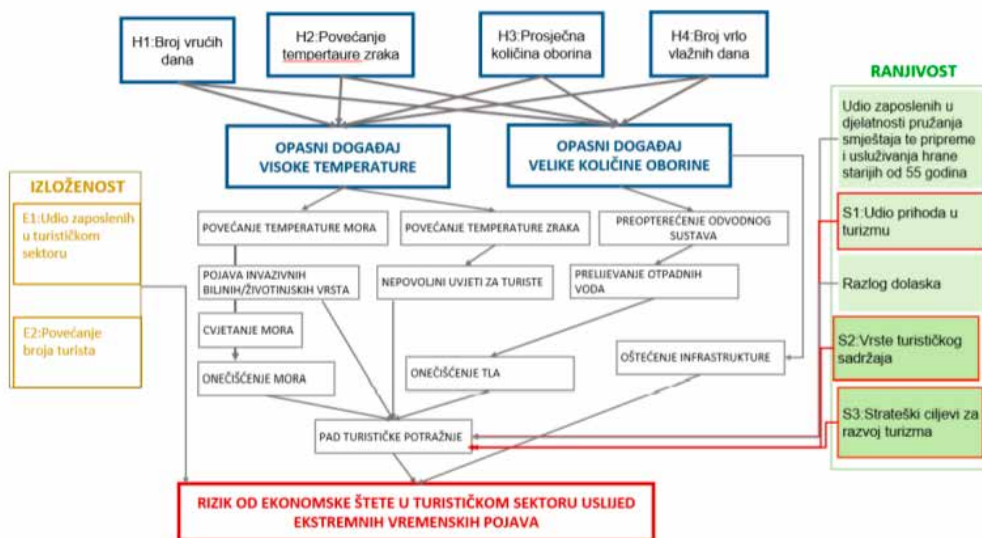 H1:Broj vrućih
dana
H2:Povećanje
tempertaure zraka
H3:Prosječna
količina oborina
H4:Broj vrlo
vlažnih dana
RANJIVOST
Udio zaposlenih u
djelatnosti pružanja
smještaja te pripreme
i usluživanja hrane
starijih od 55 godina
S1:Udio prihoda u
turizmu
Razlog dolaska
S2:Vrste turističkog
sadržaja
S3:Strateški ciljevi za
razvoj turizma
OPASNI DOGAĐAJ
VISOKE TEMPERATURE
OPASNI DOGAĐAJ
VELIKE KOLIČINE OBORINE
IZLOŽENOST
E1:Udio zaposlenih
u turističkom
sektoru
E2:Povećanje
broja turista
POVEĆANJE TEMPERATURE MORA
POVEĆANJE TEMPERATURE ZRAKA
PREOPTEREĆENJE ODVODNOG
SUSTAVA
POJAVA INVAZIVNIH
BILJNIH/ŽIVOTINJSKIH VRSTA
NEPOVOLJNI UVJETI ZA TURISTE
PRELIJEVANJE OTPADNIH
VODA
CVJETANJE MORA
OŠTEĆENJE INFRASTRUKTURE
ONEČIŠĆENJE MORA
ONEČIŠĆENJE TLA
PAD TURISTIČKE POTRAŽNJE
RIZIK OD EKONOMSKE ŠTETE U TURISTIČKOM SEKTORU USLIJED
EKSTREMNIH VREMENSKIH POJAVA